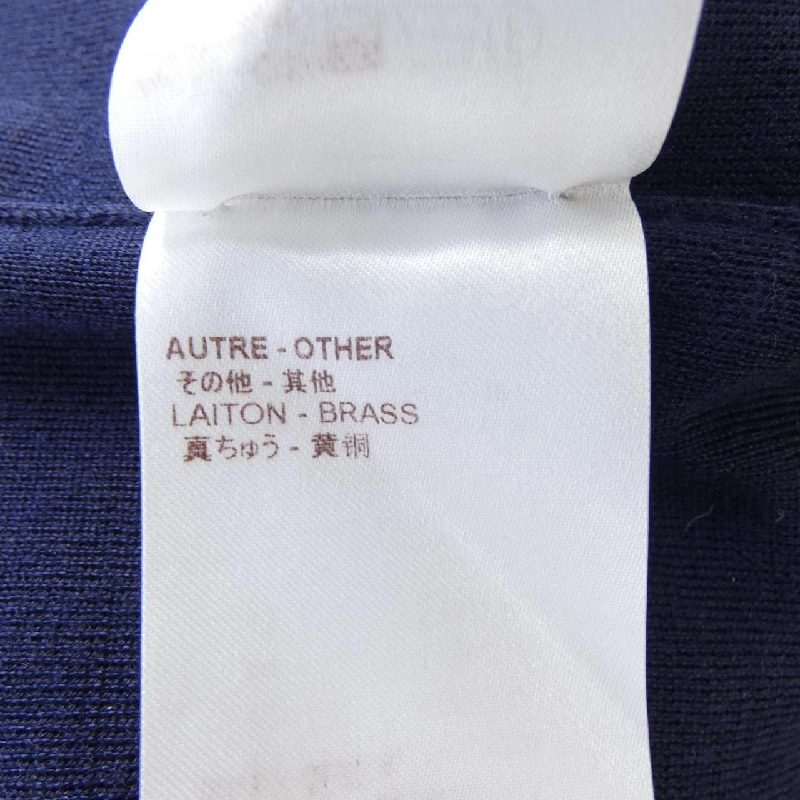 AUTRE - OTHER
その他 - 其他
LAITON - BRASS
真ちゅう - 黄铜